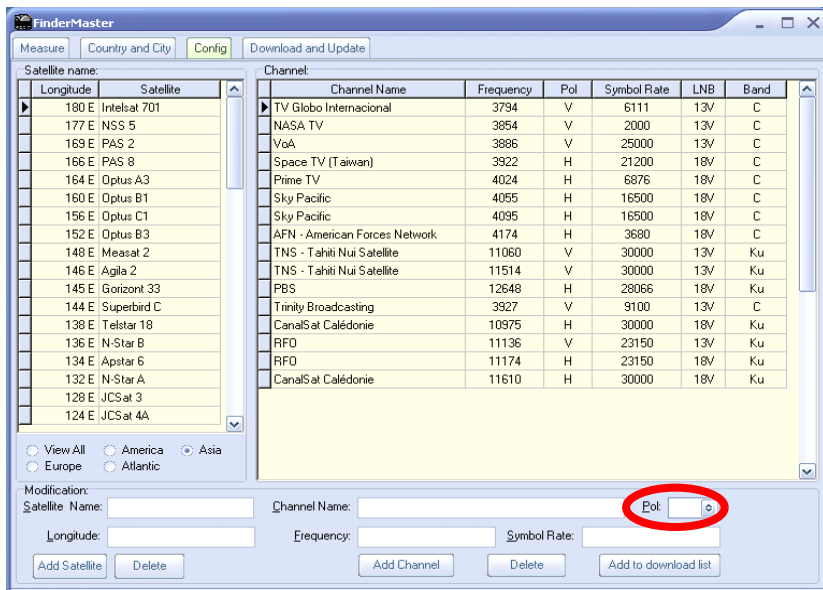 FinderMaster
Measure Country and City Config Download and Update
Satellite name:
Longitude Satellite
180 E Intelsat 701
177 E NSS 5
169 E PAS 2
166 E PAS 8
164 E Optus A3
160 E Optus B1
156 E Optus C1
152 E Optus B3
148 E Measat 2
146 E Agila 2
145 E Gorizont 33
144 E Superbird C
138 E Telstar 18
136 E N-Star B
134 E Apstar 6
132 E N-Star A
128 E JCSat 3
124 E JCSat 4A
View All America Asia
Europe Atlantic
Channel:
Channel Name Frequency Pol Symbol Rate LNB Band
TV Globo Internacional 3794 V 6111 13V C
NASA TV 3854 V 2000 13V C
VoA 3886 V 25000 13V C
Space TV (Taiwan) 3922 H 21200 18V C
Prime TV 4024 H 6876 18V C
Sky Pacific 4055 H 16500 18V C
Sky Pacific 4095 H 16500 18V C
AFN - American Forces Network 4174 H 3680 18V C
TNS - Tahiti Nui Satellite 11060 V 30000 13V Ku
TNS - Tahiti Nui Satellite 11514 V 30000 13V Ku
PBS 12648 H 28066 18V Ku
Trinity Broadcasting 3927 V 9100 13V C
CanalSat Calédonie 10975 H 30000 18V Ku
RFO 11136 V 23150 13V Ku
RFO 11174 H 23150 18V Ku
CanalSat Calédonie 11610 H 30000 18V Ku
Modification:
Satellite Name: Channel Name: Pol:
Longitude: Frequency: Symbol Rate:
Add Satellite Delete Add Channel Delete Add to download list